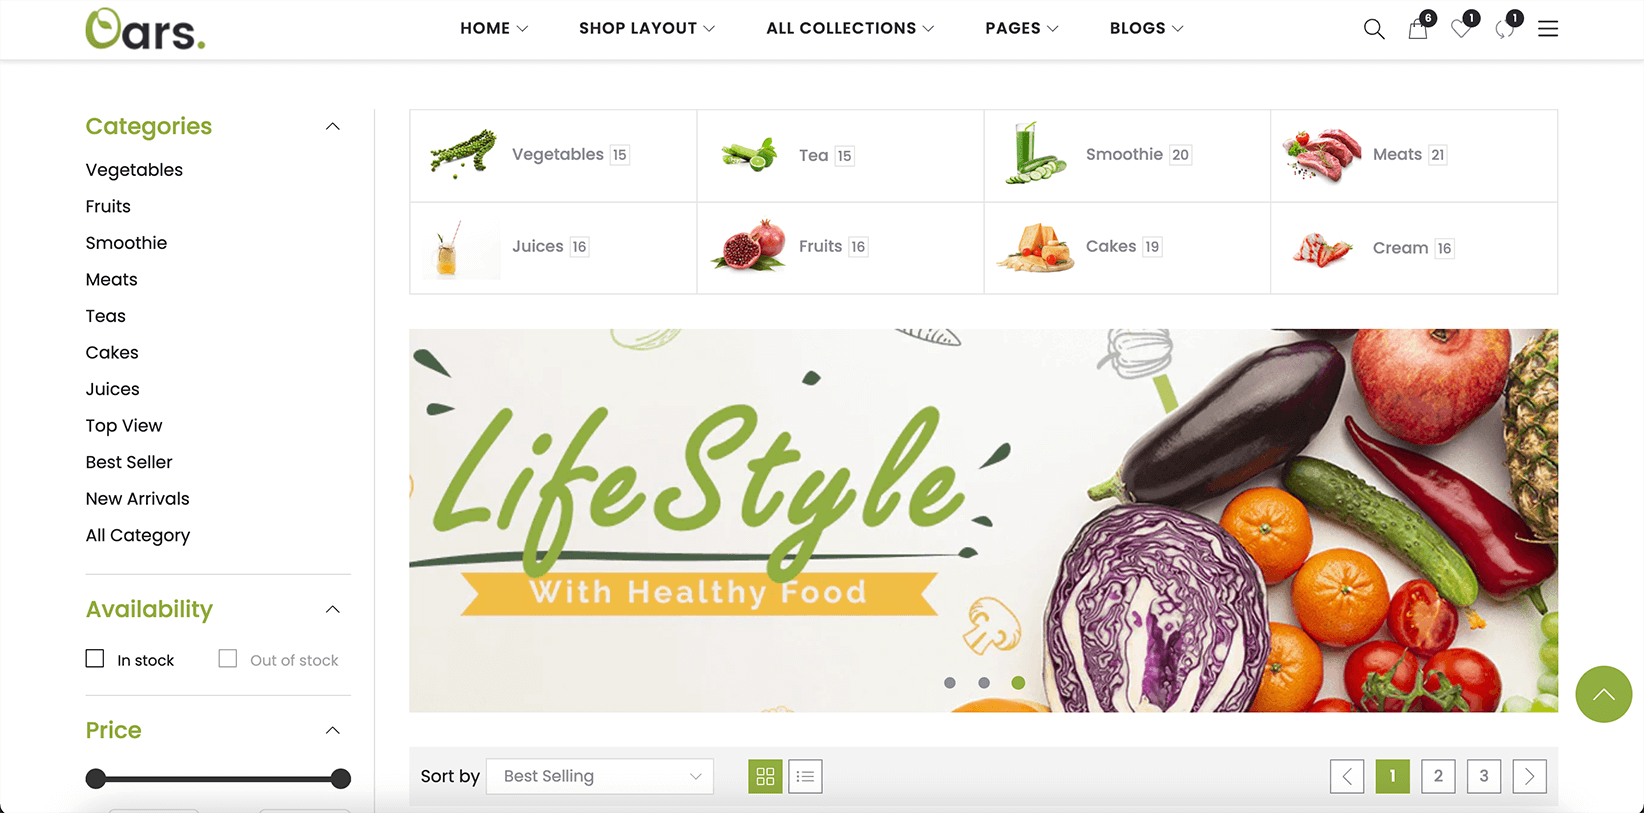 Oars.
HOME
SHOP LAYOUT
ALL COLLECTIONS
PAGES
BLOGS
6
1
1
Categories
Vegetables
Fruits
Smoothie
Meats
Teas
Cakes
Juices
Top View
Best Seller
New Arrivals
All Category
Availability
In stock
Out of stock
Price
Vegetables 15
Tea 15
Smoothie 20
Meats 21
Juices 16
Fruits 16
Cakes 19
Cream 16
LifeStyle
With Healthy Food
Sort by Best Selling
1 2 3